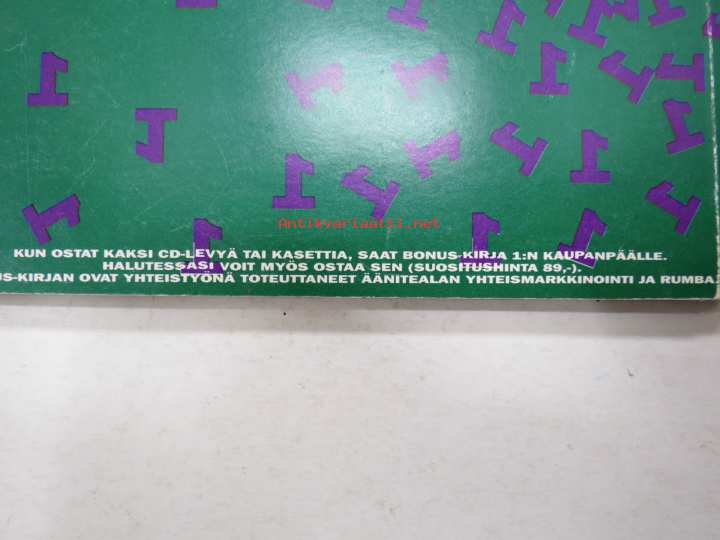 Antikvariaatti.net
KUN OSTAT KAKSI CD-LEVYÄ TAI KASETTIA, SAAT BONUS-KIRJA 1:N KAUPANPÄÄLLE.
HALUTESSASI VOIT MYÖS OSTAA SEN (SUOSITUSHINTA 89,-).
US-KIRJAN OVAT YHTEISTYÖNÄ TOTEUTTANEET ÄÄNITEALAN YHTEISMARKKINOINTI JA RUMBA.